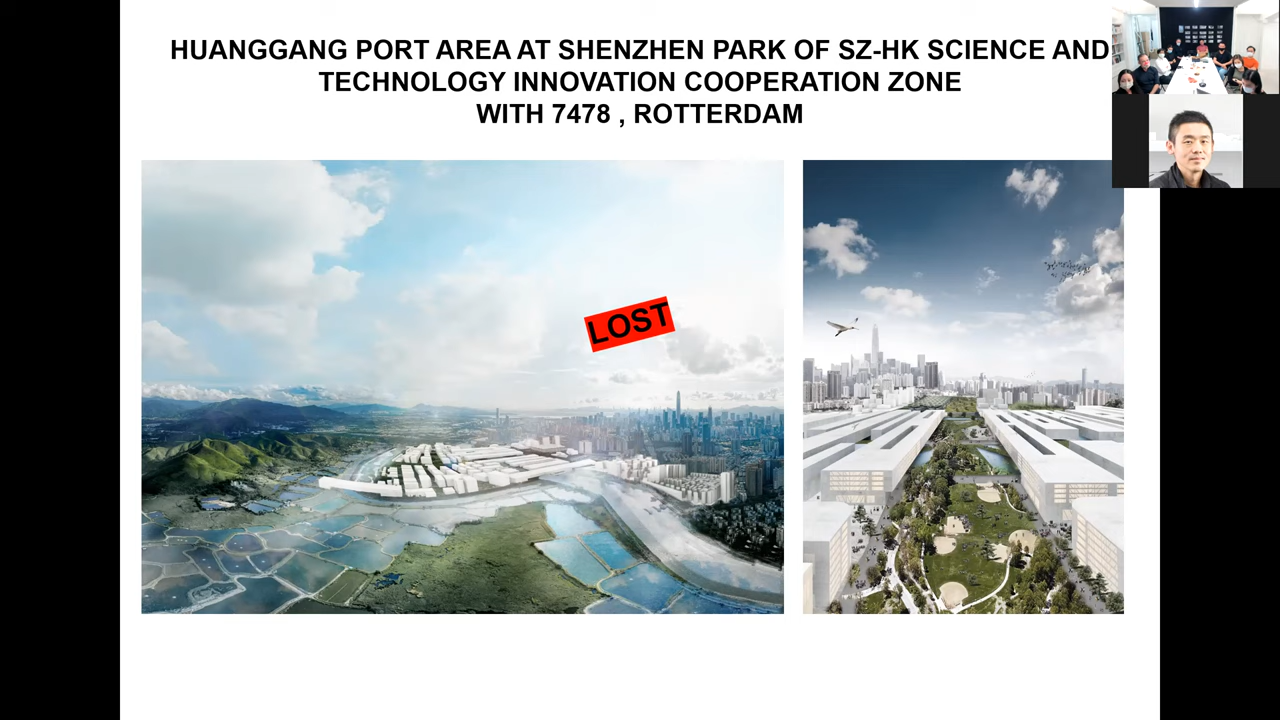 HUANGGANG PORT AREA AT SHENZHEN PARK OF SZ-HK SCIENCE AND
TECHNOLOGY INNOVATION COOPERATION ZONE
WITH 7478 , ROTTERDAM
LOST